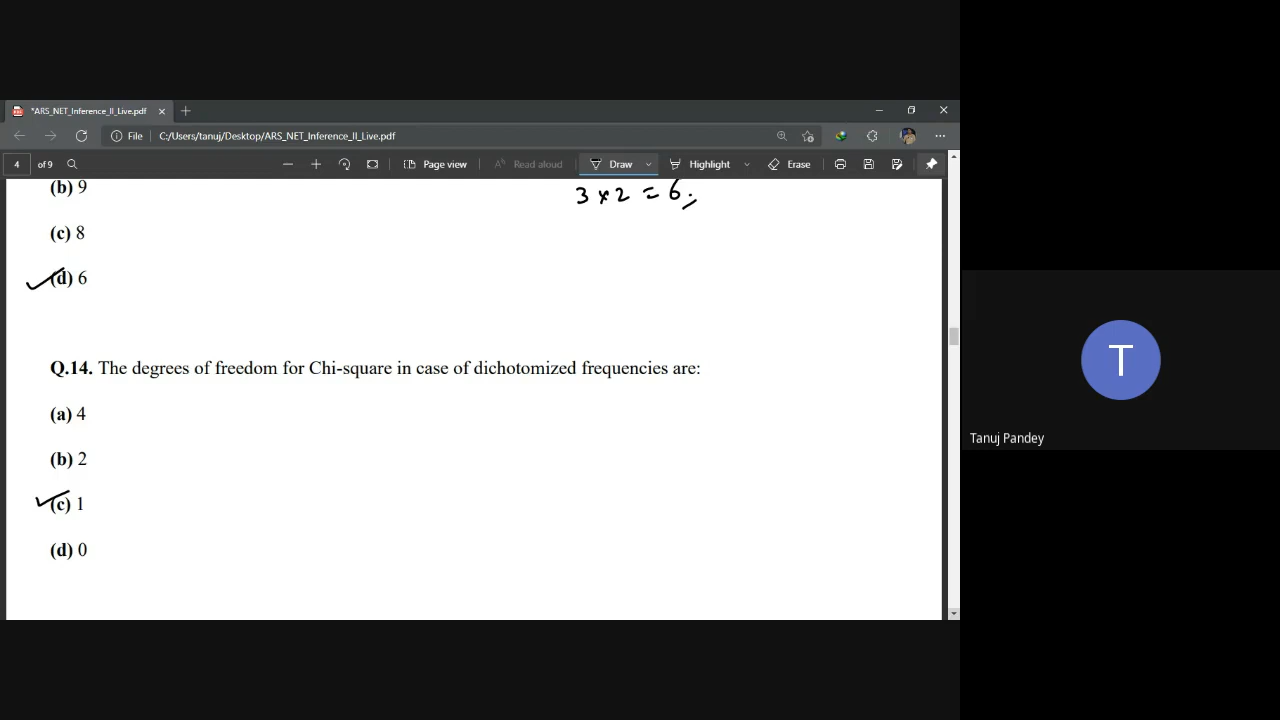 *ARS_NET_Inference_II_Live.pdf
File C:/Users/tanuj/Desktop/ARS_NET_Inference_II_Live.pdf
4 of 9 Page view Read aloud Draw Highlight Erase
(b) 9
3 × 2 = 6.
(c) 8
(d) 6
Q.14. The degrees of freedom for Chi-square in case of dichotomized frequencies are:
(a) 4
(b) 2
(c) 1
(d) 0
T
Tanuj Pandey